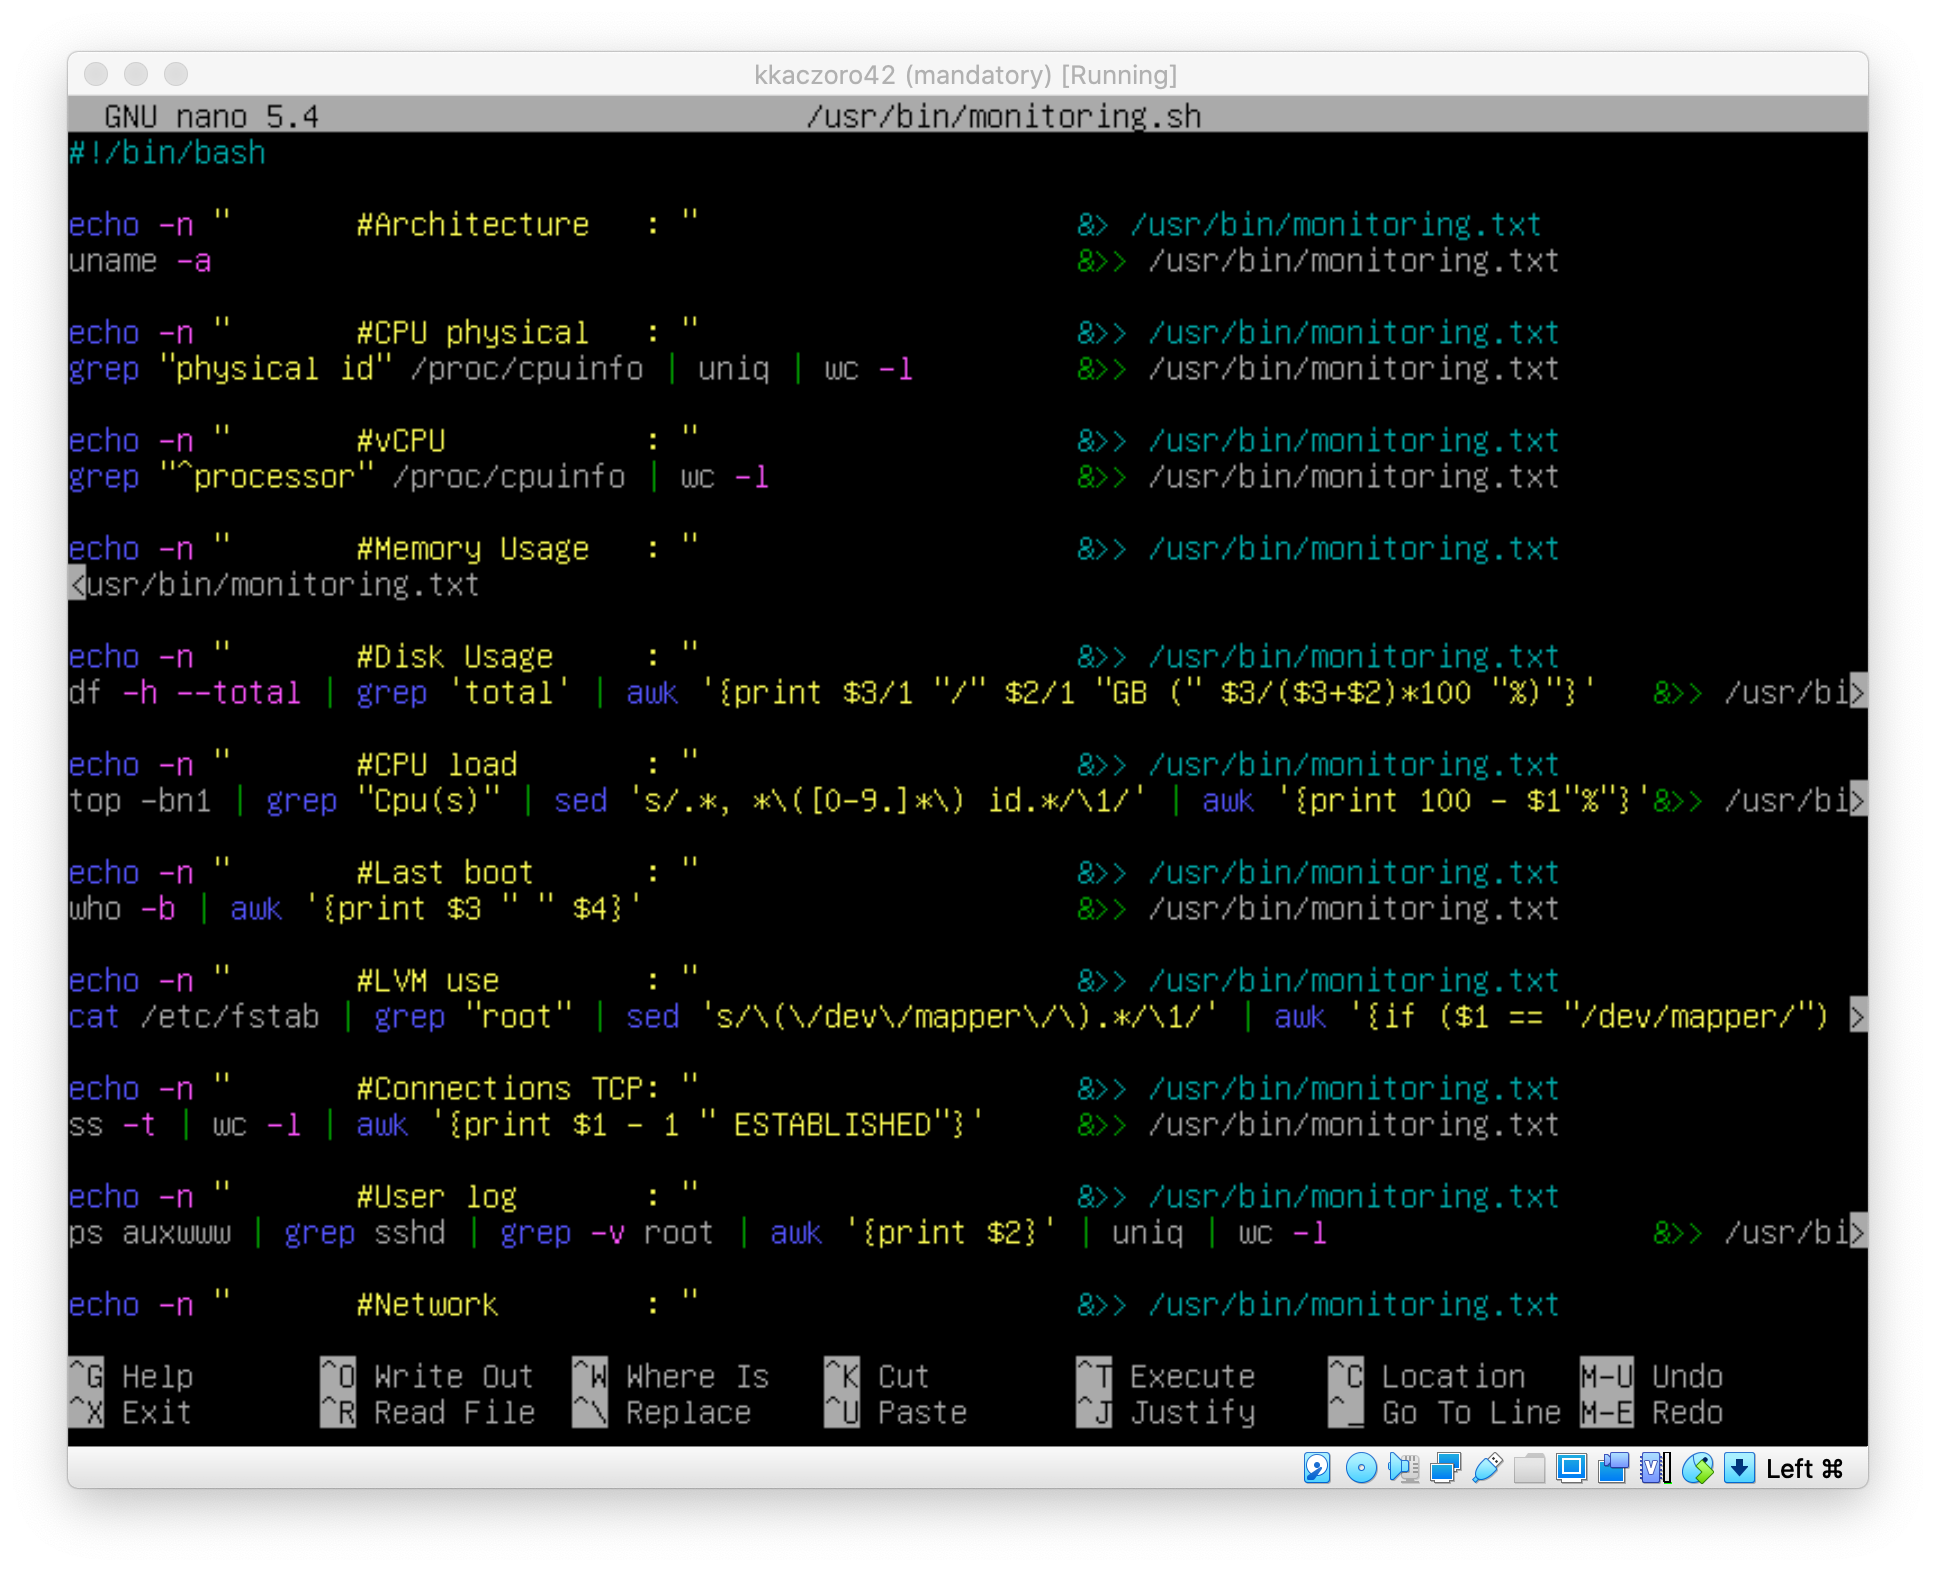 kkaczoro42 (mandatory) [Running]
GNU nano 5.4 /usr/bin/monitoring.sh
#!/bin/bash
echo -n "       #Architecture   : " &> /usr/bin/monitoring.txt
uname -a &>> /usr/bin/monitoring.txt
echo -n "       #CPU physical   : " &>> /usr/bin/monitoring.txt
grep "physical id" /proc/cpuinfo | uniq | wc -l &>> /usr/bin/monitoring.txt
echo -n "       #vCPU           : " &>> /usr/bin/monitoring.txt
grep "^processor" /proc/cpuinfo | wc -l &>> /usr/bin/monitoring.txt
echo -n "       #Memory Usage   : " &>> /usr/bin/monitoring.txt
<usr/bin/monitoring.txt
echo -n "       #Disk Usage     : " &>> /usr/bin/monitoring.txt
df -h --total | grep 'total' | awk '{print $3/1 "/" $2/1 "GB (" $3/($3+$2)*100 "%)"}' &>> /usr/bi>
echo -n "       #CPU load       : " &>> /usr/bin/monitoring.txt
top -bn1 | grep "Cpu(s)" | sed 's/.*, *\([0-9.]*\) id.*/\1/' | awk '{print 100 - $1"%"}'&>> /usr/bi>
echo -n "       #Last boot      : " &>> /usr/bin/monitoring.txt
who -b | awk '{print $3 " " $4}' &>> /usr/bin/monitoring.txt
echo -n "       #LVM use        : " &>> /usr/bin/monitoring.txt
cat /etc/fstab | grep "root" | sed 's/\(\/dev\/mapper\/\).*/\1/' | awk '{if ($1 == "/dev/mapper/") >
echo -n "       #Connections TCP: " &>> /usr/bin/monitoring.txt
ss -t | wc -l | awk '{print $1 - 1 " ESTABLISHED"}' &>> /usr/bin/monitoring.txt
echo -n "       #User log       : " &>> /usr/bin/monitoring.txt
ps auxwww | grep sshd | grep -v root | awk '{print $2}' | uniq | wc -l &>> /usr/bi>
echo -n "       #Network        : " &>> /usr/bin/monitoring.txt
^G Help ^O Write Out ^W Where Is ^K Cut ^T Execute ^C Location M-U Undo
^X Exit ^R Read File ^\ Replace ^U Paste ^J Justify ^_ Go To Line M-E Redo
Left ⌘